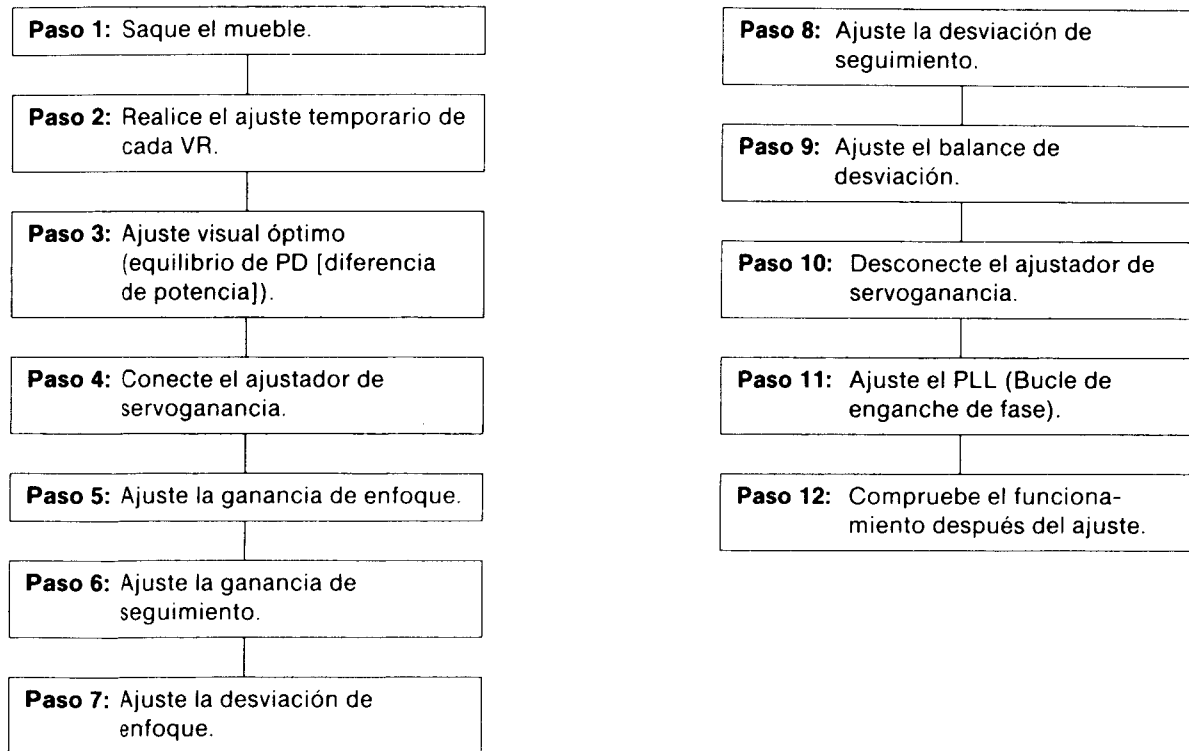 Paso 1: Saque el mueble.
Paso 2: Realice el ajuste temporario de
cada VR.
Paso 3: Ajuste visual óptimo
(equilibrio de PD [diferencia
de potencia]).
Paso 4: Conecte el ajustador de
servoganancia.
Paso 5: Ajuste la ganancia de enfoque.
Paso 6: Ajuste la ganancia de
seguimiento.
Paso 7: Ajuste la desviación de
enfoque.
Paso 8: Ajuste la desviación de
seguimiento.
Paso 9: Ajuste el balance de
desviación.
Paso 10: Desconecte el ajustador de
servoganancia.
Paso 11: Ajuste el PLL (Bucle de
enganche de fase).
Paso 12: Compruebe el funciona-
miento después del ajuste.